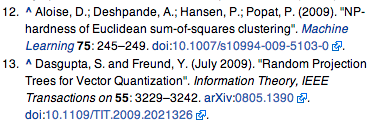 12. ^ Aloise, D.; Deshpande, A.; Hansen, P.; Popat, P. (2009). "NP-
hardness of Euclidean sum-of-squares clustering". Machine
Learning 75: 245–249. doi:10.1007/s10994-009-5103-0.
13. ^ Dasgupta, S. and Freund, Y. (July 2009). "Random Projection
Trees for Vector Quantization". Information Theory, IEEE
Transactions on 55: 3229–3242. arXiv:0805.1390.
doi:10.1109/TIT.2009.2021326.